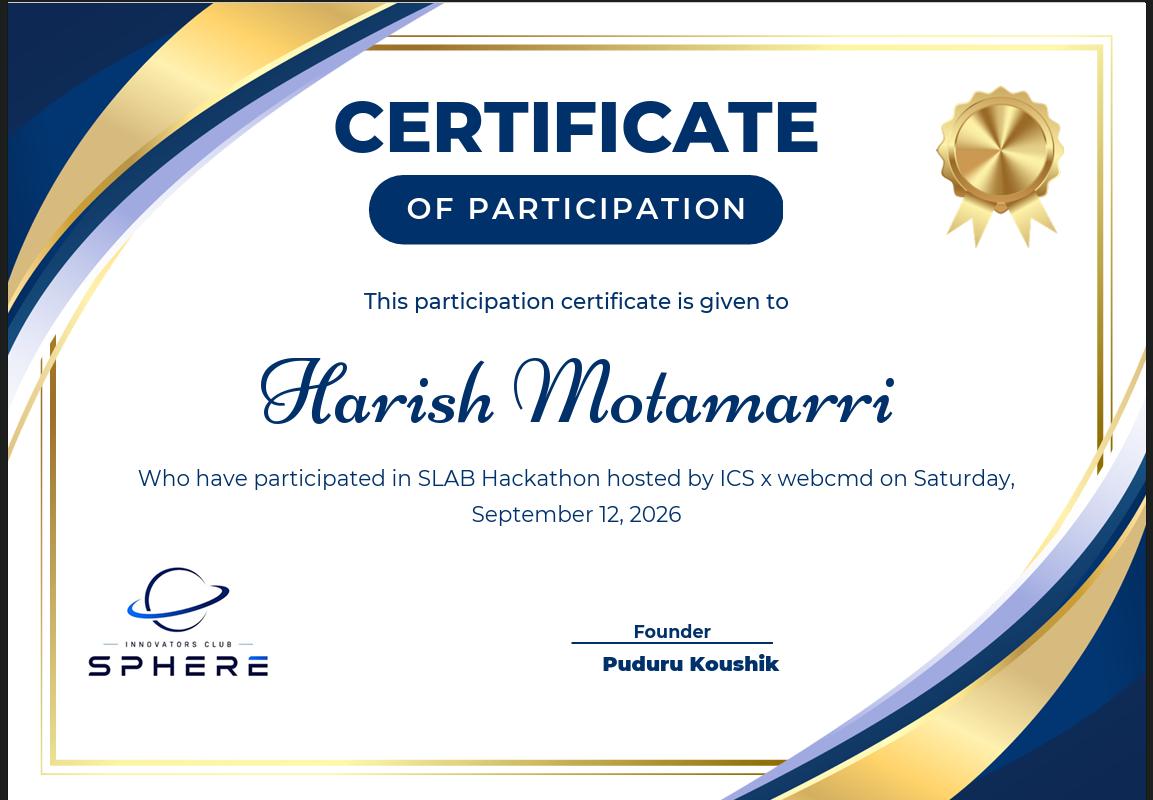 CERTIFICATE
OF PARTICIPATION
This participation certificate is given to
Harish Motamarri
Who have participated in SLAB Hackathon hosted by ICS x webcmd on Saturday,
September 12, 2026
INNOVATORS CLUB
SPHERE
Founder
Puduru Koushik